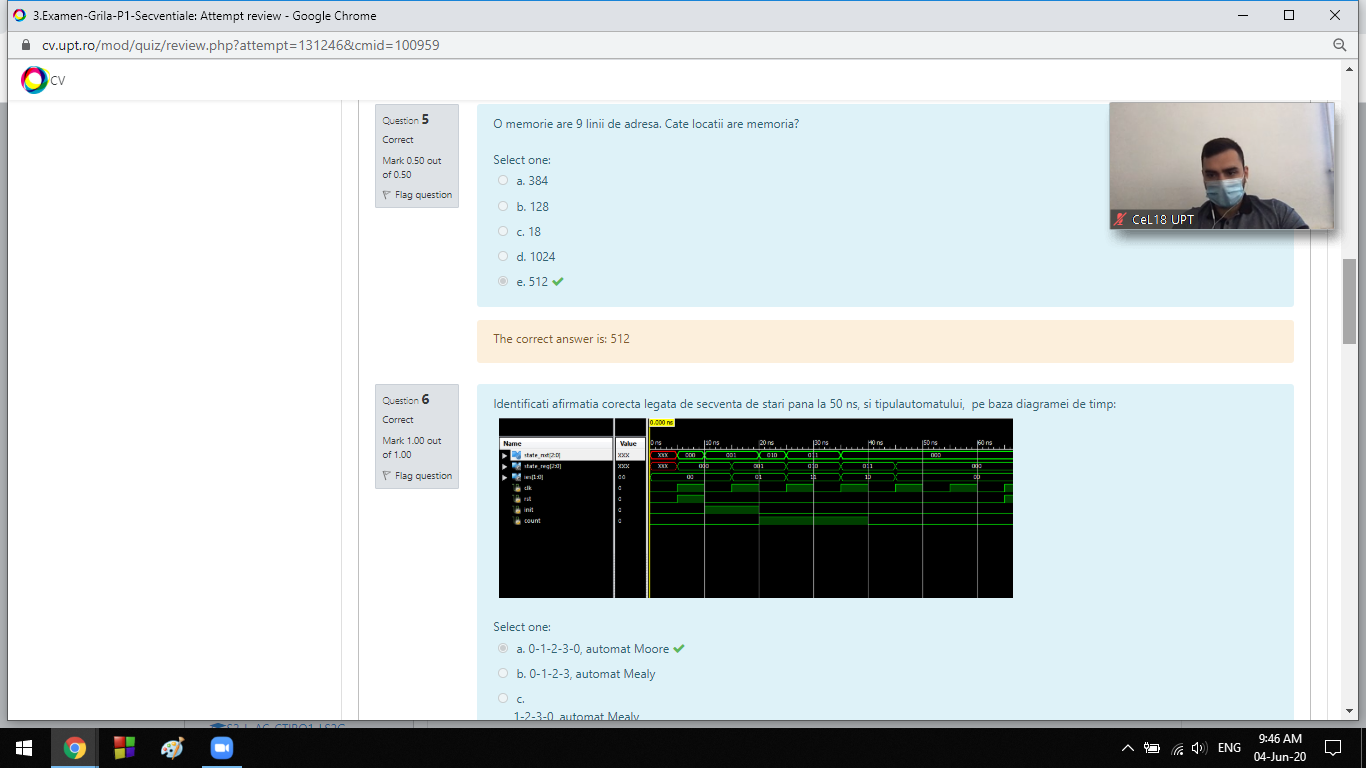 3.Examen-Grila-P1-Secventiale: Attempt review - Google Chrome
cv.upt.ro/mod/quiz/review.php?attempt=131246&cmid=100959
CV
Question 5
Correct
Mark 0.50 out
of 0.50
Flag question
O memorie are 9 linii de adresa. Cate locatii are memoria?
Select one:
a. 384
b. 128
c. 18
d. 1024
e. 512
CeL18 UPT
The correct answer is: 512
Question 6
Correct
Mark 1.00 out
of 1.00
Flag question
Identificati afirmatia corecta legata de secventa de stari pana la 50 ns, si tipulautomatului, pe baza diagramei de timp:
0.000 ns
Name Value 0 ns 10 ns 20 ns 30 ns 40 ns 50 ns 60 ns
state_nxt[2:0] XXX XXX 000 001 010 011 000
state_reg[2:0] XXX XXX 000 001 010 011 000
00 00 01 11 10 00
clk 0
rst 0
init 0
count 0
Select one:
a. 0-1-2-3-0, automat Moore
b. 0-1-2-3, automat Mealy
c.
1-2-3-0, automat Mealy
ENG
9:46 AM
04-Jun-20